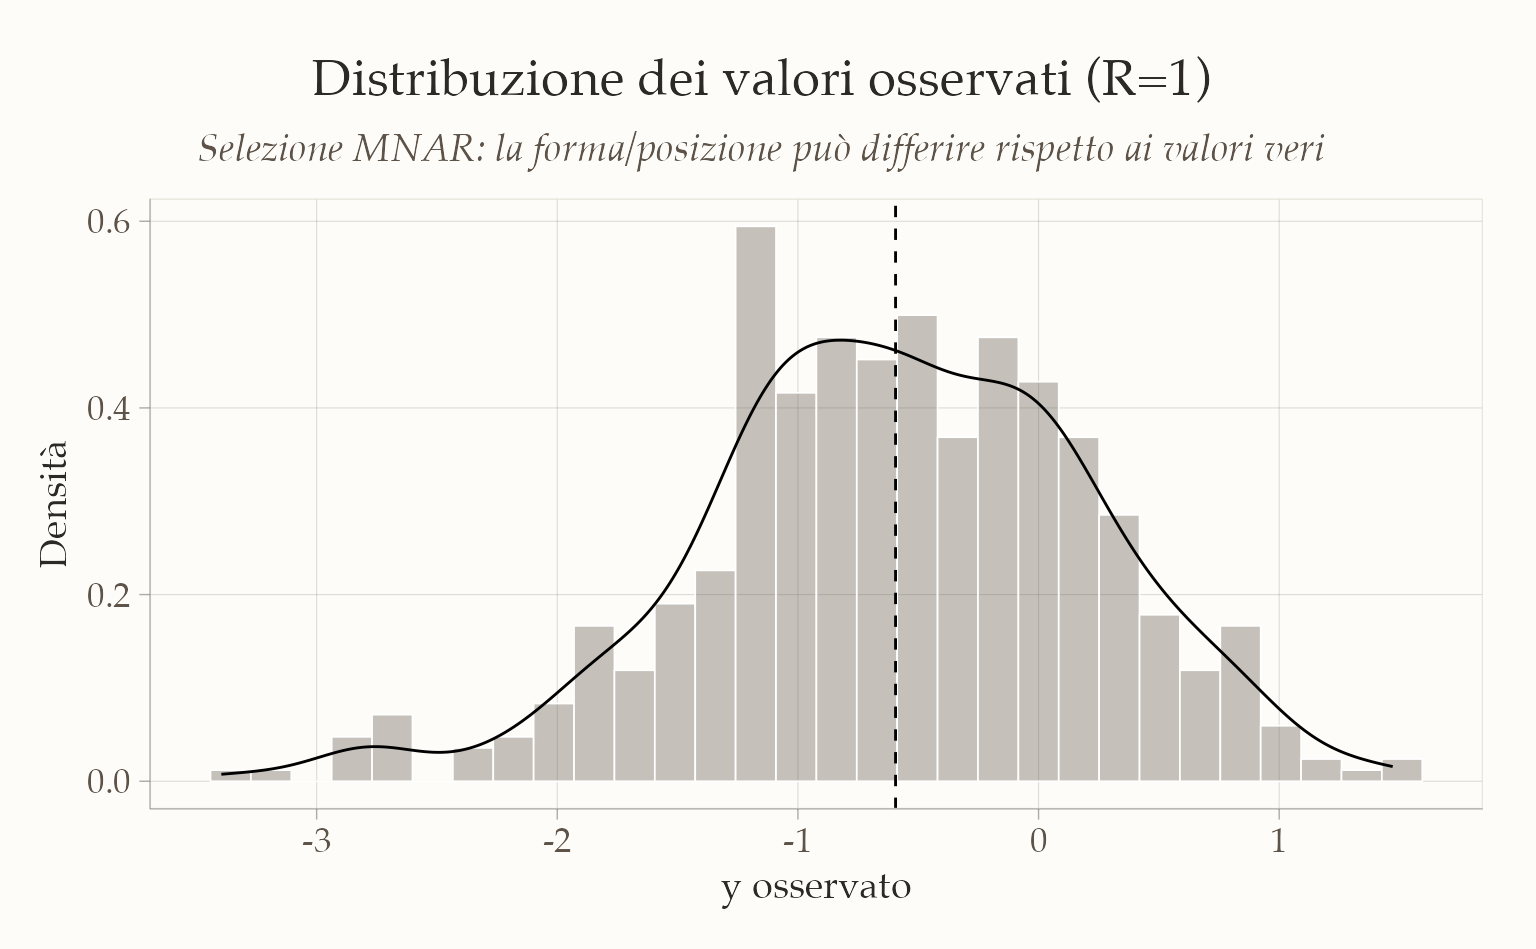 Distribuzione dei valori osservati (R=1)
Selezione MNAR: la forma/posizione può differire rispetto ai valori veri
Densità
0.6
0.4
0.2
0.0
-3 -2 -1 0 1
y osservato